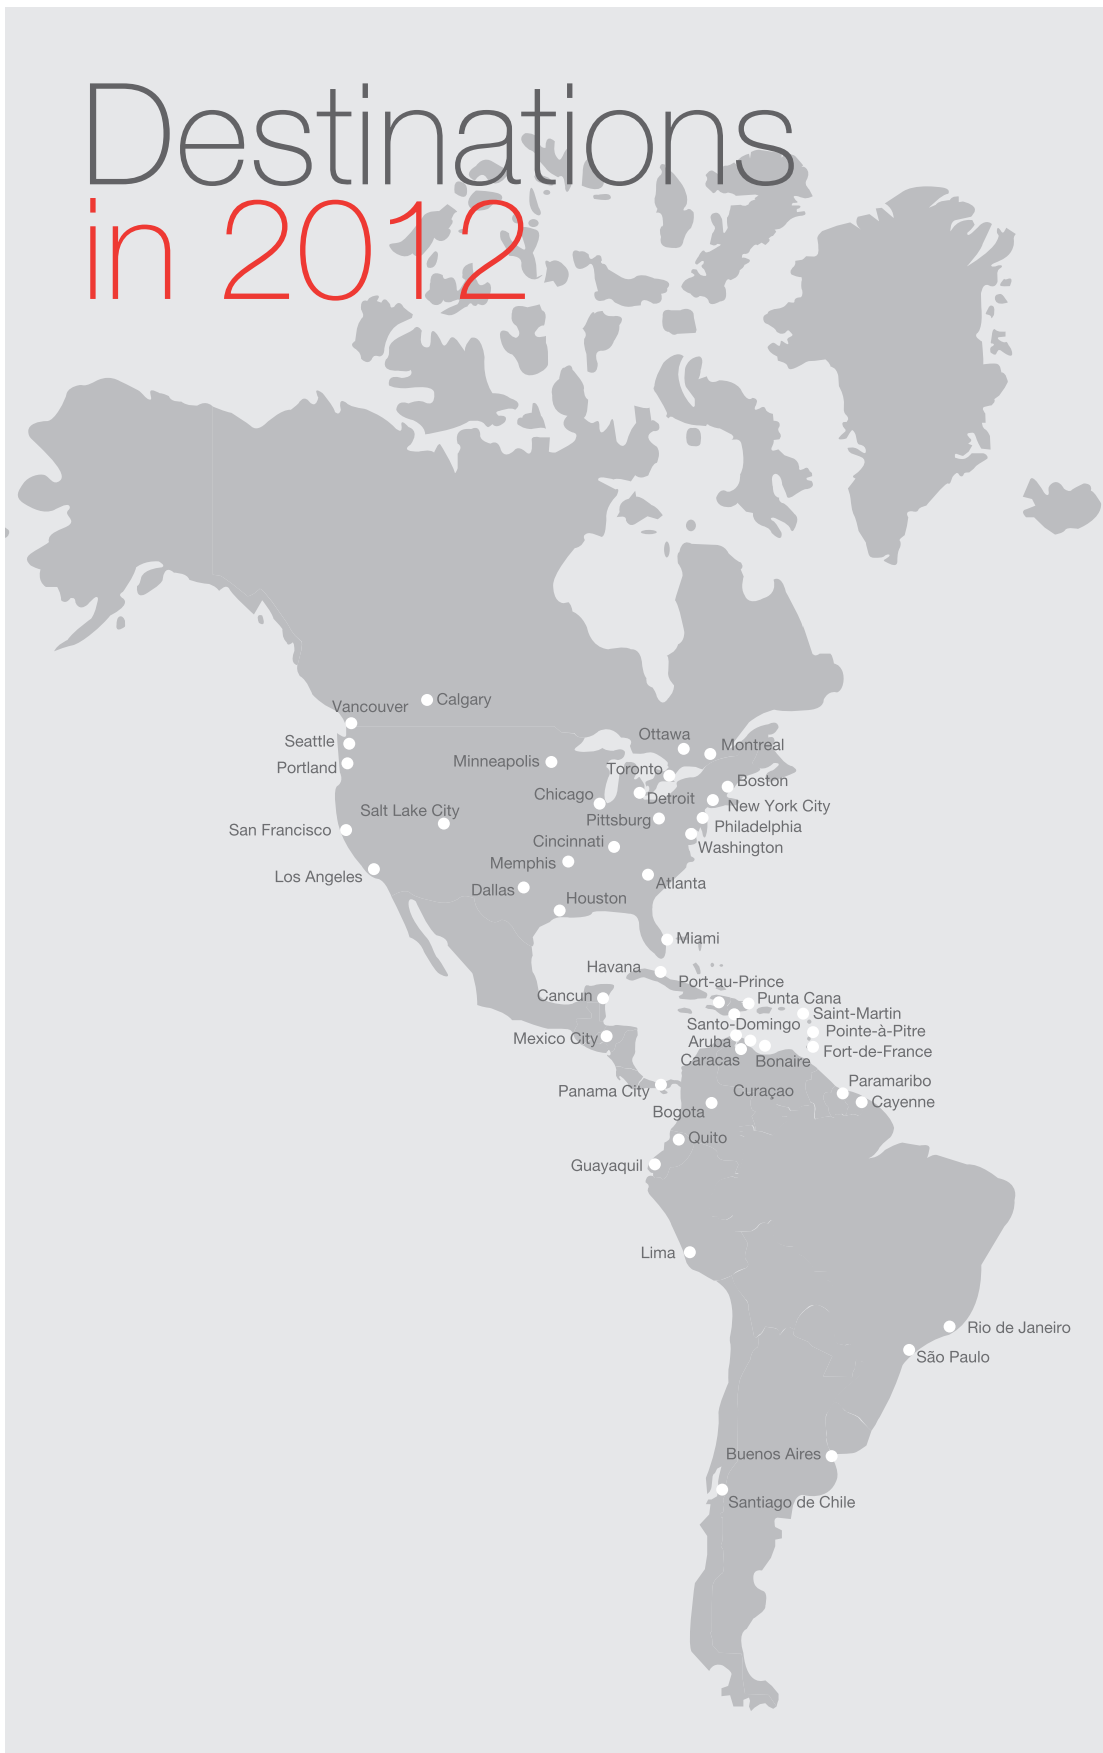 Destinations
in 2012
Calgary
Vancouver
Ottawa
Seattle
Montreal
Minneapolis
Portland
Toronto
Boston
Chicago
Detroit
New York City
Salt Lake City
Pittsburg
Philadelphia
San Francisco
Cincinnati
Washington
Memphis
Los Angeles
Atlanta
Dallas
Houston
Miami
Havana
Port-au-Prince
Cancun
Punta Cana
Saint-Martin
Santo-Domingo
Pointe-à-Pitre
Mexico City
Aruba
Fort-de-France
Caracas
Bonaire
Paramaribo
Panama City
Curaçao
Cayenne
Bogota
Quito
Guayaquil
Lima
Rio de Janeiro
São Paulo
Buenos Aires
Santiago de Chile